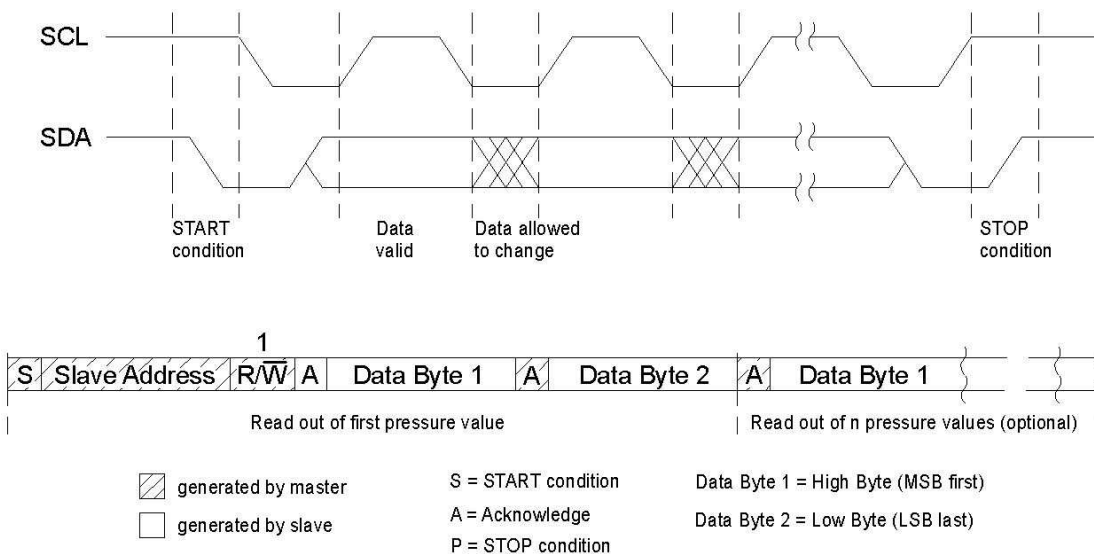 SCL
SDA
START
condition
Data
valid
Data allowed
to change
STOP
condition
1
S Slave Address R/W̅ A Data Byte 1 A Data Byte 2 A Data Byte 1
Read out of first pressure value
Read out of n pressure values (optional)
generated by master
generated by slave
S = START condition
A = Acknowledge
P = STOP condition
Data Byte 1 = High Byte (MSB first)
Data Byte 2 = Low Byte (LSB last)